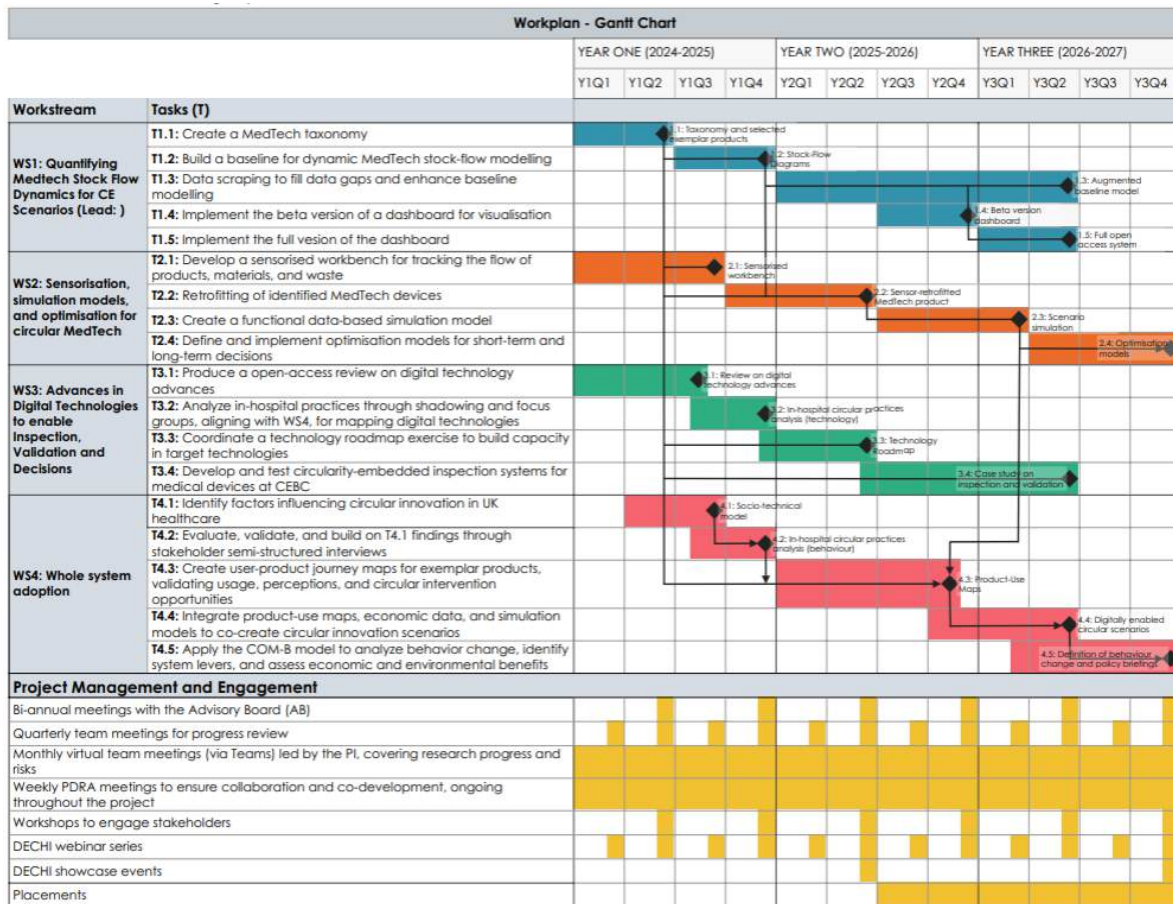 Workplan - Gantt Chart
YEAR ONE (2024-2025) YEAR TWO (2025-2026) YEAR THREE (2026-2027)
Y1Q1 Y1Q2 Y1Q3 Y1Q4 Y2Q1 Y2Q2 Y2Q3 Y2Q4 Y3Q1 Y3Q2 Y3Q3 Y3Q4
Workstream Tasks (T)
WS1: Quantifying
Medtech Stock Flow
Dynamics for CE
Scenarios (Lead: )
T1.1: Create a MedTech taxonomy
1.1: Taxonomy and selected
exemplar products
T1.2: Build a baseline for dynamic MedTech stock-flow modelling
1.2: Stock-Flow
Diagrams
T1.3: Data scraping to fill data gaps and enhance baseline
modelling
1.3: Augmented
baseline model
T1.4: Implement the beta version of a dashboard for visualisation
1.4: Beta version
dashboard
T1.5: Implement the full vesion of the dashboard
1.5: Full open
access system
WS2: Sensorisation,
simulation models,
and optimisation for
circular MedTech
T2.1: Develop a sensorised workbench for tracking the flow of
products, materials, and waste
2.1: Sensorised
workbench
T2.2: Retrofitting of identified MedTech devices
2.2: Sensor-retrofitted
MedTech product
T2.3: Create a functional data-based simulation model
2.3: Scenario
simulation
T2.4: Define and implement optimisation models for short-term and
long-term decisions
2.4: Optimisation
models
WS3: Advances in
Digital Technologies
to enable
Inspection,
Validation and
Decisions
T3.1: Produce a open-access review on digital technology
advances
3.1: Review on digital
technology advances
T3.2: Analyze in-hospital practices through shadowing and focus
groups, aligning with WS4, for mapping digital technologies
3.2: In-hospital circular practices
analysis (technology)
T3.3: Coordinate a technology roadmap exercise to build capacity
in target technologies
3.3: Technology
Roadmap
T3.4: Develop and test circularity-embedded inspection systems for
medical devices at CEBC
3.4: Case study on
inspection and validation
WS4: Whole system
adoption
T4.1: Identify factors influencing circular innovation in UK
healthcare
4.1: Socio-technical
model
T4.2: Evaluate, validate, and build on T4.1 findings through
stakeholder semi-structured interviews
4.2: In-hospital circular practices
analysis (behaviour)
T4.3: Create user-product journey maps for exemplar products,
validating usage, perceptions, and circular intervention
opportunities
4.3: Product-Use
Maps
T4.4: Integrate product-use maps, economic data, and simulation
models to co-create circular innovation scenarios
4.4: Digitally enabled
circular scenarios
T4.5: Apply the COM-B model to analyze behavior change, identify
system levers, and assess economic and environmental benefits
4.5: Definition of behaviour
change and policy briefings
Project Management and Engagement
Bi-annual meetings with the Advisory Board (AB)
Quarterly team meetings for progress review
Monthly virtual team meetings (via Teams) led by the PI, covering research progress and
risks
Weekly PDRA meetings to ensure collaboration and co-development, ongoing
throughout the project
Workshops to engage stakeholders
DECHI webinar series
DECHI showcase events
Placements